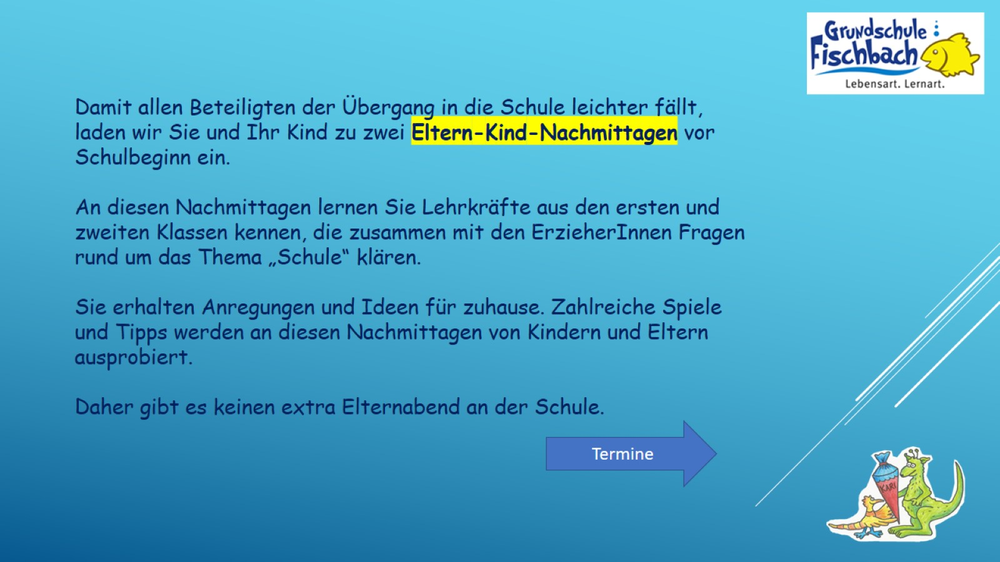 Grundschule
Fischbach
Lebensart. Lernart.
Damit allen Beteiligten der Übergang in die Schule leichter fällt,
laden wir Sie und Ihr Kind zu zwei Eltern-Kind-Nachmittagen vor
Schulbeginn ein.
An diesen Nachmittagen lernen Sie Lehrkräfte aus den ersten und
zweiten Klassen kennen, die zusammen mit den ErzieherInnen Fragen
rund um das Thema „Schule“ klären.
Sie erhalten Anregungen und Ideen für zuhause. Zahlreiche Spiele
und Tipps werden an diesen Nachmittagen von Kindern und Eltern
ausprobiert.
Daher gibt es keinen extra Elternabend an der Schule.
Termine
KARI